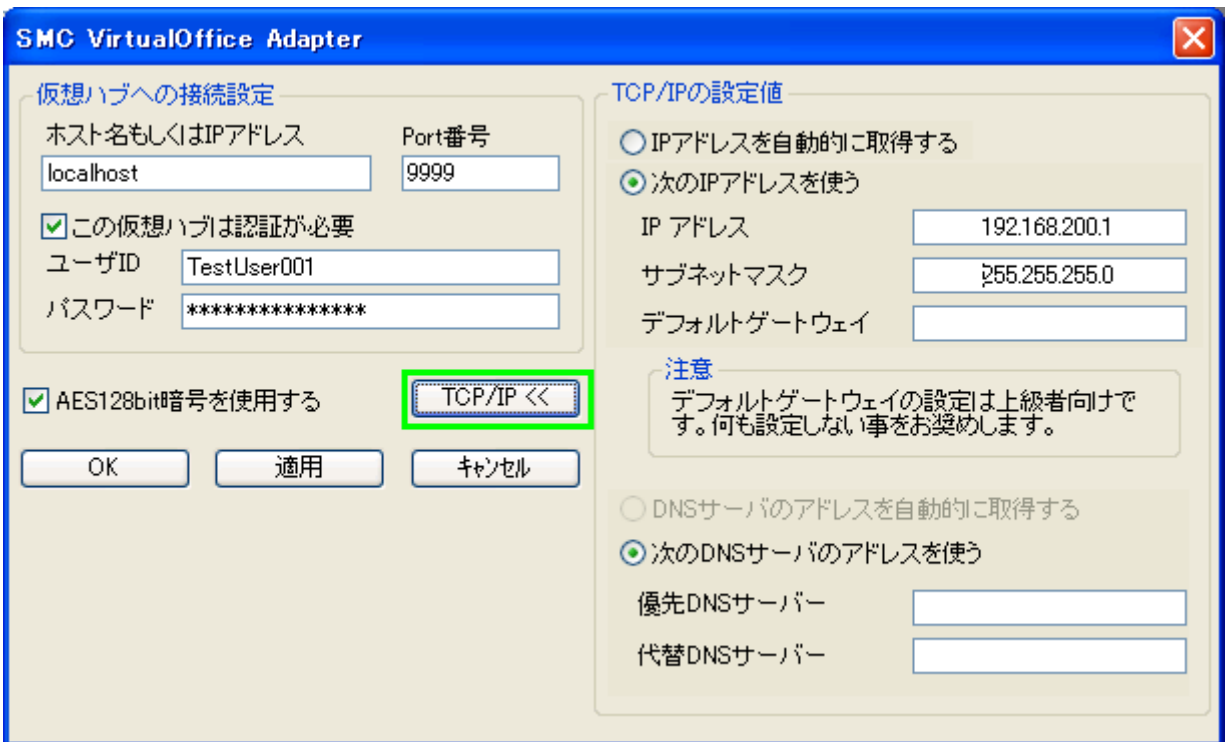 SMC VirtualOffice Adapter
仮想ハブへの接続設定
ホスト名もしくはIPアドレス Port番号
localhost 9999
この仮想ハブは認証が必要
ユーザID TestUser001
パスワード ***************
AES128bit暗号を使用する TCP/IP <<
OK 適用 キャンセル
TCP/IPの設定値
IPアドレスを自動的に取得する
次のIPアドレスを使う
IP アドレス 192.168.200.1
サブネットマスク 255.255.255.0
デフォルトゲートウェイ
注意
デフォルトゲートウェイの設定は上級者向けで
す。何も設定しない事をお奨めします。
DNSサーバのアドレスを自動的に取得する
次のDNSサーバのアドレスを使う
優先DNSサーバー
代替DNSサーバー